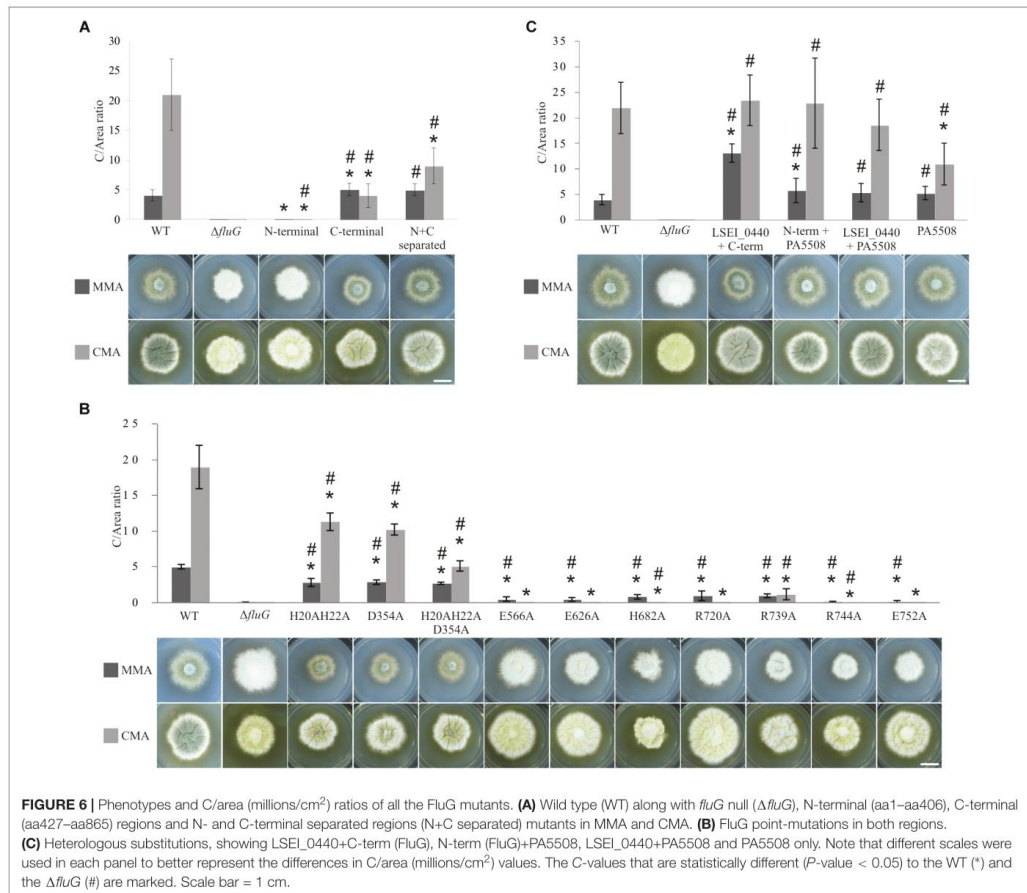 A
C/Area ratio
30
25
20
15
10
5
0
# #
* *
#
*
# *
#
#
*
WT
ΔfluG
N-terminal
C-terminal
N+C
separated
MMA
CMA
C
C/Area ratio
35
30
25
20
15
10
5
0
#
*
#
#
*
#
#
#
#
#
*
WT
ΔfluG
LSEI_0440
+ C-term
N-term +
PA5508
LSEI_0440
+ PA5508
PA5508
MMA
CMA
B
C/Area ratio
2 5
2 0
1 5
1 0
5
0
#
*
#
*
#
*
#
*
#
*
#
*
#
*
*
#
*
*
#
*
#
*
#
*
*
#
*
#
*
#
*
#
*
#
*
*
WT
ΔfluG
H20AH22A
D354A
H20AH22A
D354A
E566A
E626A
H682A
R720A
R739A
R744A
E752A
MMA
CMA
FIGURE 6 | Phenotypes and C/area (millions/cm²) ratios of all the FluG mutants. (A) Wild type (WT) along with fluG null (ΔfluG), N-terminal (aa1–aa406), C-terminal
(aa427–aa865) regions and N- and C-terminal separated regions (N+C separated) mutants in MMA and CMA. (B) FluG point-mutations in both regions.
(C) Heterologous substitutions, showing LSEI_0440+C-term (FluG), N-term (FluG)+PA5508, LSEI_0440+PA5508 and PA5508 only. Note that different scales were
used in each panel to better represent the differences in C/area (millions/cm²) values. The C-values that are statistically different (P-value < 0.05) to the WT (*) and
the ΔfluG (#) are marked. Scale bar = 1 cm.